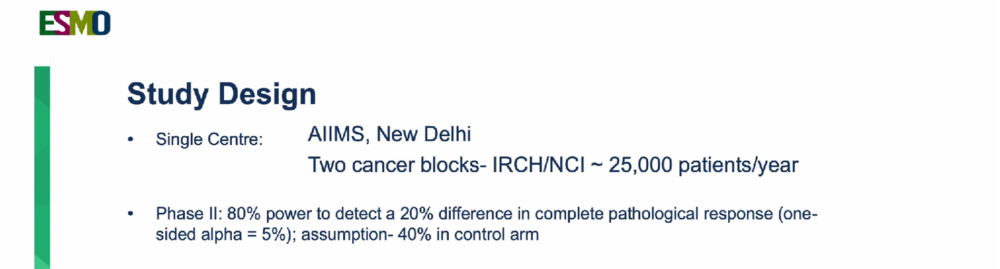 ESMO
Study Design
• Single Centre: AIIMS, New Delhi
Two cancer blocks- IRCH/NCI ~ 25,000 patients/year
• Phase II: 80% power to detect a 20% difference in complete pathological response (one-
sided alpha = 5%); assumption- 40% in control arm